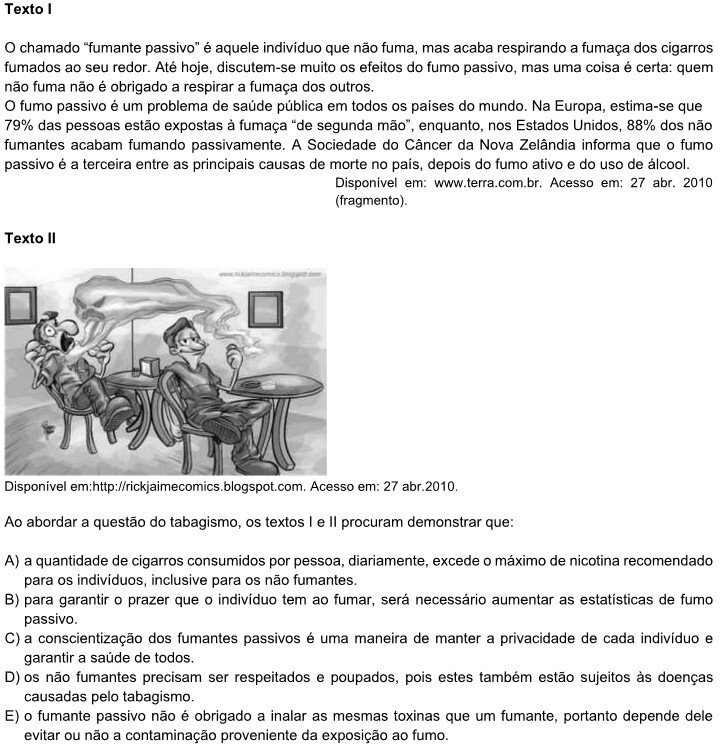 Texto I
O chamado “fumante passivo” é aquele indivíduo que não fuma, mas acaba respirando a fumaça dos cigarros
fumados ao seu redor. Até hoje, discutem-se muito os efeitos do fumo passivo, mas uma coisa é certa: quem
não fuma não é obrigado a respirar a fumaça dos outros.
O fumo passivo é um problema de saúde pública em todos os países do mundo. Na Europa, estima-se que
79% das pessoas estão expostas à fumaça “de segunda mão”, enquanto, nos Estados Unidos, 88% dos não
fumantes acabam fumando passivamente. A Sociedade do Câncer da Nova Zelândia informa que o fumo
passivo é a terceira entre as principais causas de morte no país, depois do fumo ativo e do uso de álcool.
Disponível em: www.terra.com.br. Acesso em: 27 abr. 2010
(fragmento).
Texto II
www.rickjaimecomics.blogspot.com
Disponível em:http://rickjaimecomics.blogspot.com. Acesso em: 27 abr.2010.
Ao abordar a questão do tabagismo, os textos I e II procuram demonstrar que:
A) a quantidade de cigarros consumidos por pessoa, diariamente, excede o máximo de nicotina recomendado
para os indivíduos, inclusive para os não fumantes.
B) para garantir o prazer que o indivíduo tem ao fumar, será necessário aumentar as estatísticas de fumo
passivo.
C) a conscientização dos fumantes passivos é uma maneira de manter a privacidade de cada indivíduo e
garantir a saúde de todos.
D) os não fumantes precisam ser respeitados e poupados, pois estes também estão sujeitos às doenças
causadas pelo tabagismo.
E) o fumante passivo não é obrigado a inalar as mesmas toxinas que um fumante, portanto depende dele
evitar ou não a contaminação proveniente da exposição ao fumo.